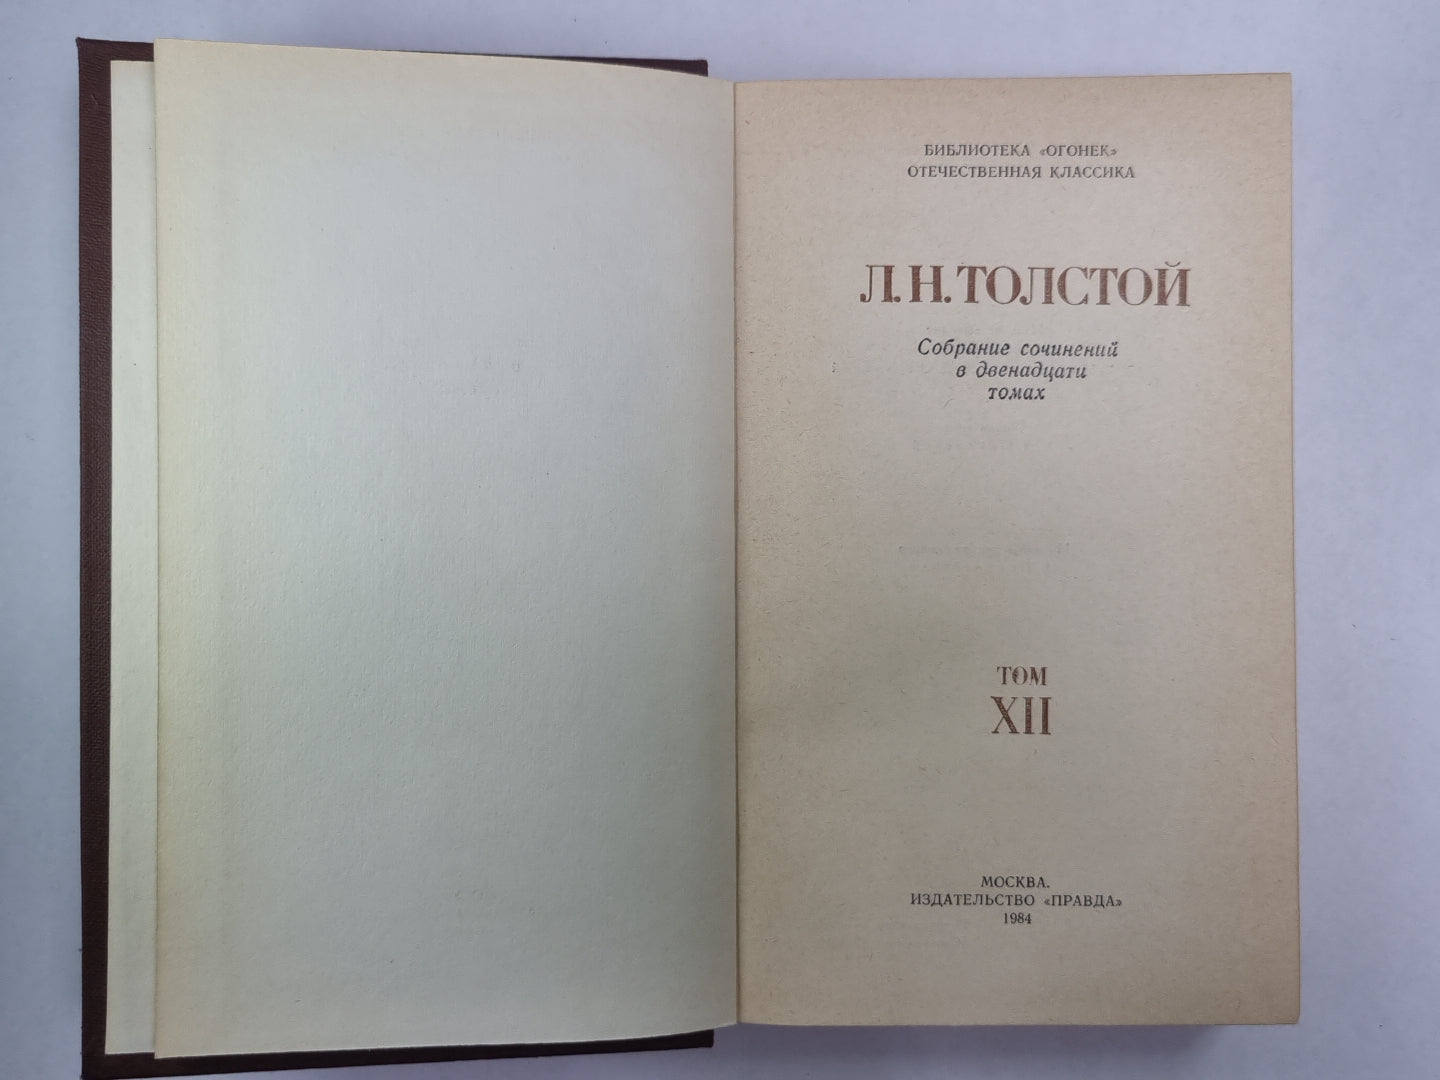 БИБЛИОТЕКА «ОГОНЕК»
ОТЕЧЕСТВЕННАЯ КЛАССИКА
Л. Н. ТОЛСТОЙ
Собрание сочинений
в двенадцати
томах
ТОМ
XII
МОСКВА.
ИЗДАТЕЛЬСТВО «ПРАВДА»
1984